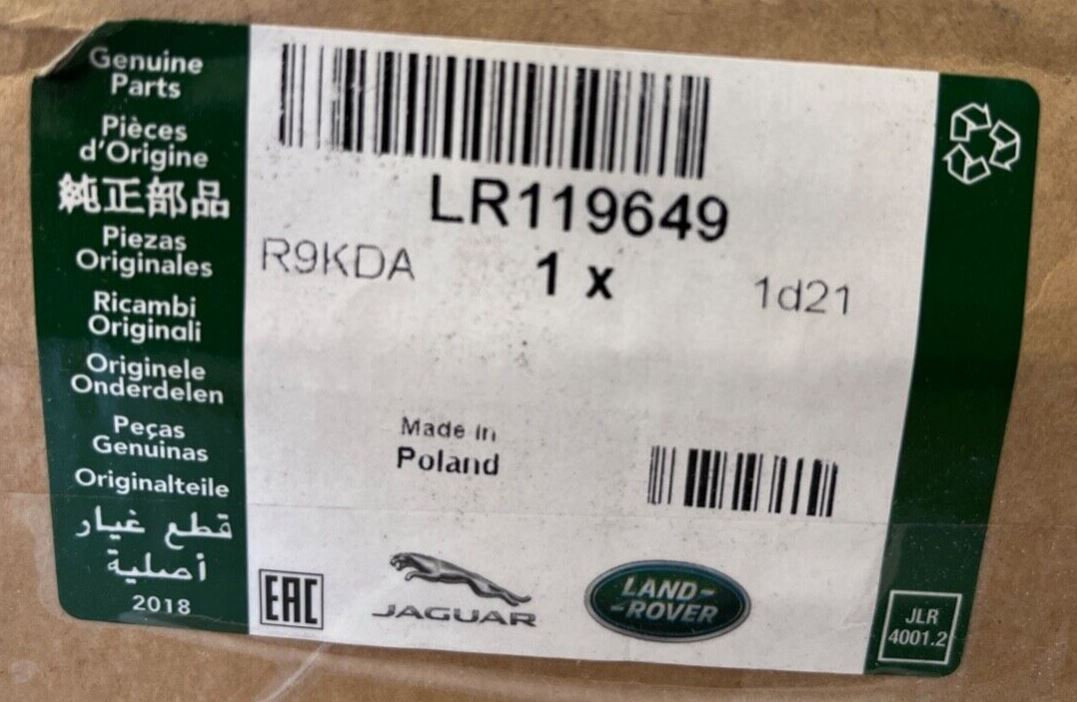 Genuine
Parts
Pièces
d'Origine
純正部品
Piezas
Originales
Ricambi
Originali
Originele
Onderdelen
Peças
Genuinas
Originalteile
قطع غيار
أصلية
2018
LR119649
R9KDA
1 x
1d21
Made in
Poland
EAC
JAGUAR
LAND-
-ROVER
JLR
4001.2